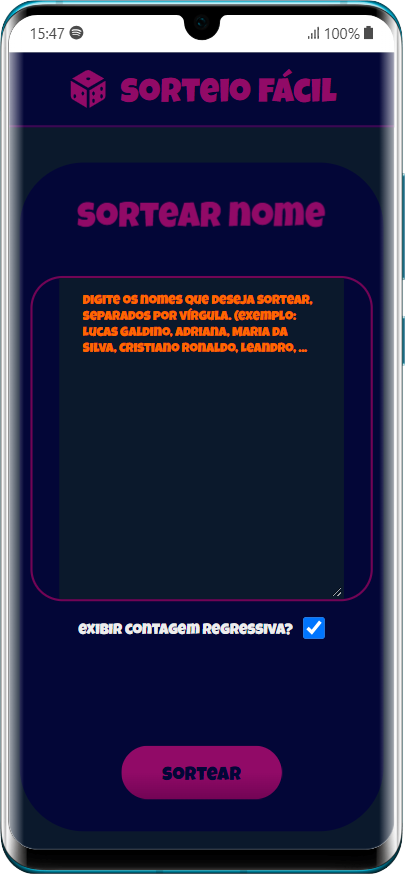 15:47
100%
SORTEIO FÁCIL
SORTEAR NOME
DIGITE OS NOMES QUE DESEJA SORTEAR,
SEPARADOS POR VÍRGULA. (EXEMPLO:
LUCAS GALDINO, ADRIANA, MARIA DA
SILVA, CRISTIANO RONALDO, LEANDRO, ...
EXIBIR CONTAGEM REGRESSIVA?
SORTEAR